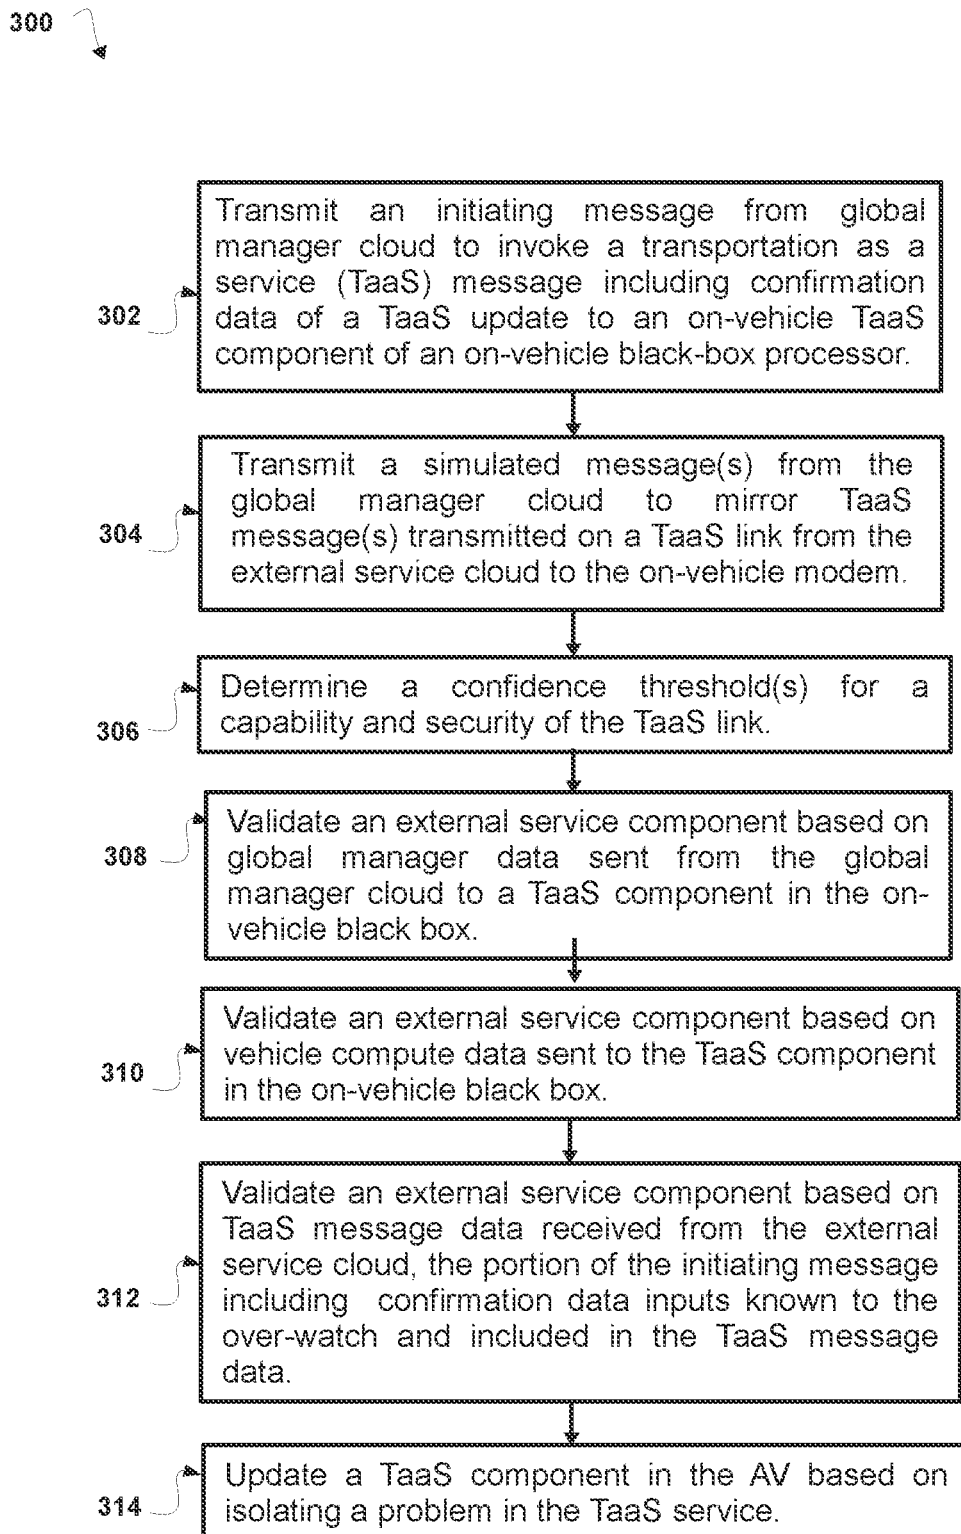 300
Transmit an initiating message from global
manager cloud to invoke a transportation as a
service (TaaS) message including confirmation
data of a TaaS update to an on-vehicle TaaS
component of an on-vehicle black-box processor.
302
Transmit a simulated message(s) from the
global manager cloud to mirror TaaS
message(s) transmitted on a TaaS link from the
external service cloud to the on-vehicle modem.
304
Determine a confidence threshold(s) for a
capability and security of the TaaS link.
306
Validate an external service component based on
global manager data sent from the global
manager cloud to a TaaS component in the on-
vehicle black box.
308
Validate an external service component based on
vehicle compute data sent to the TaaS component
in the on-vehicle black box.
310
Validate an external service component based on
TaaS message data received from the external
service cloud, the portion of the initiating message
including confirmation data inputs known to the
over-watch and included in the TaaS message
data.
312
Update a TaaS component in the AV based on
isolating a problem in the TaaS service.
314